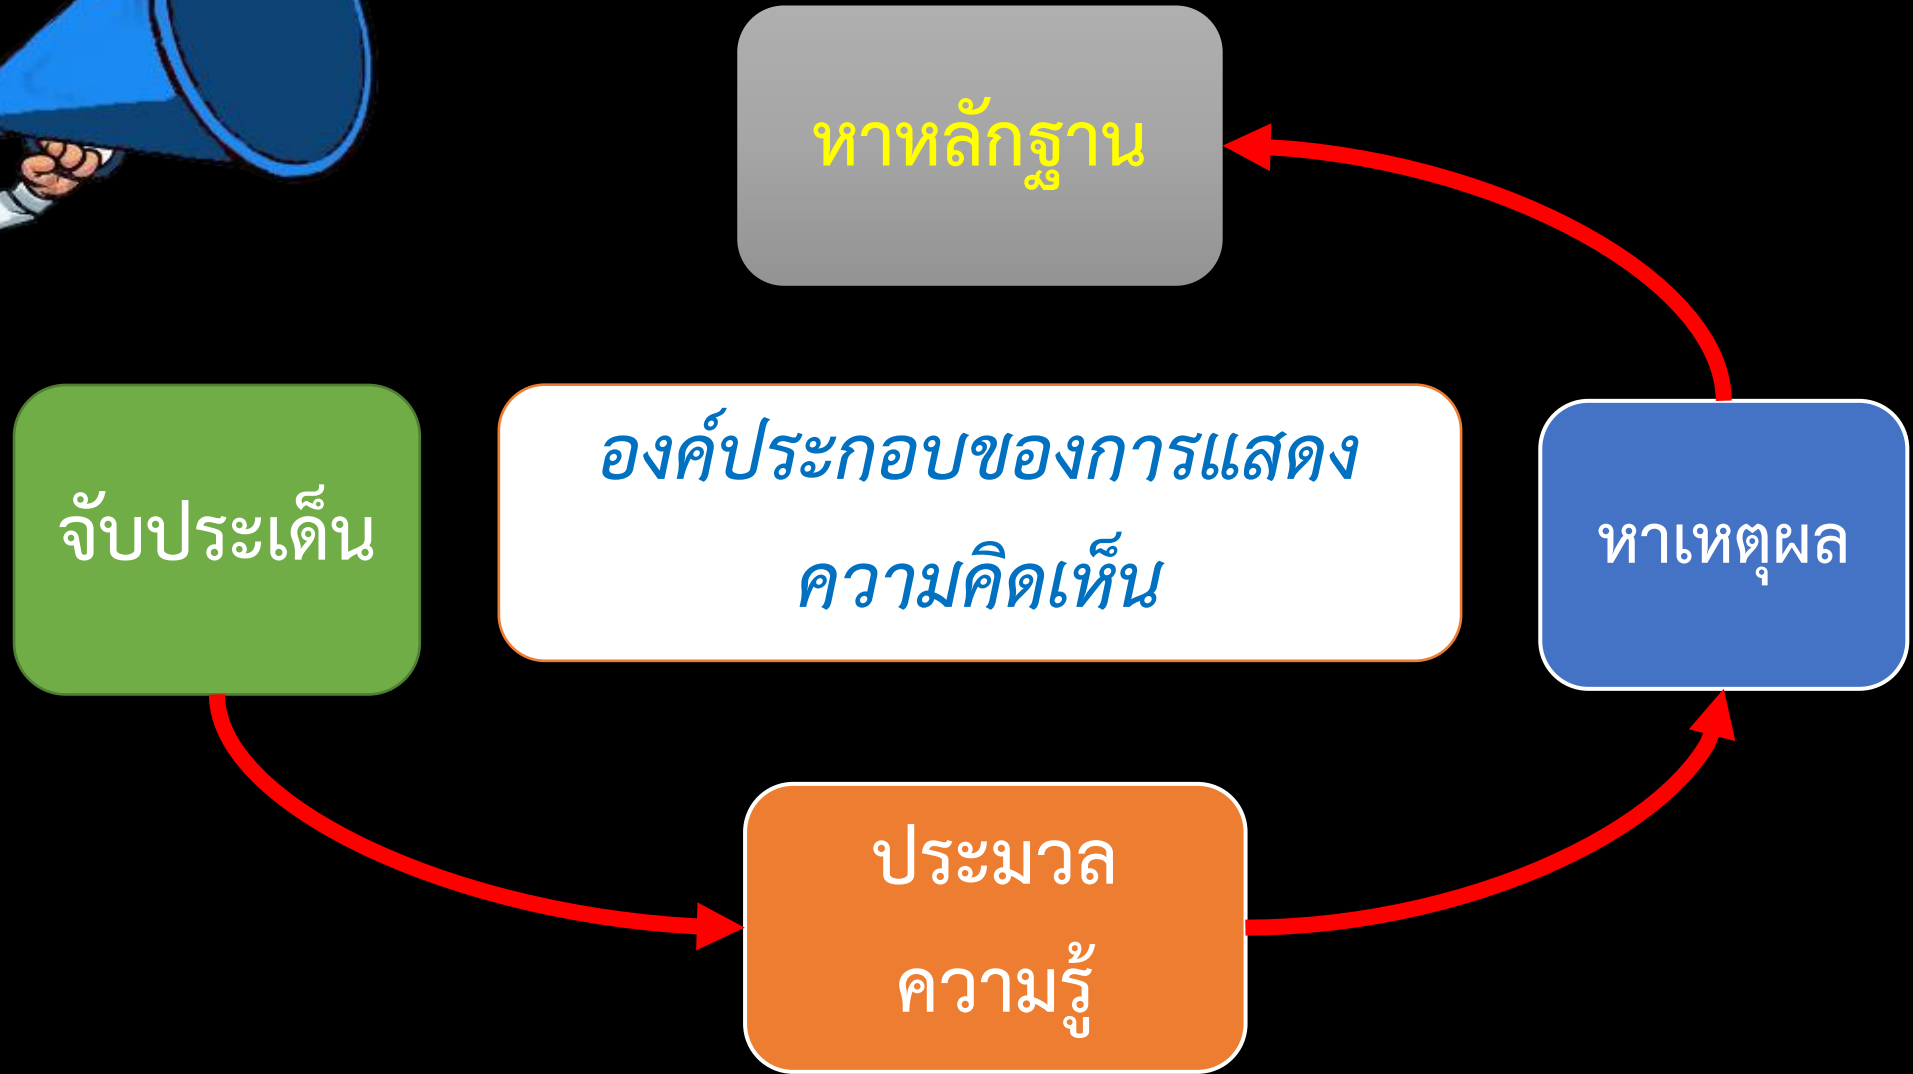 หาหลักฐาน
จับประเด็น
องค์ประกอบของการแสดง
ความคิดเห็น
หาเหตุผล
ประมวล
ความรู้